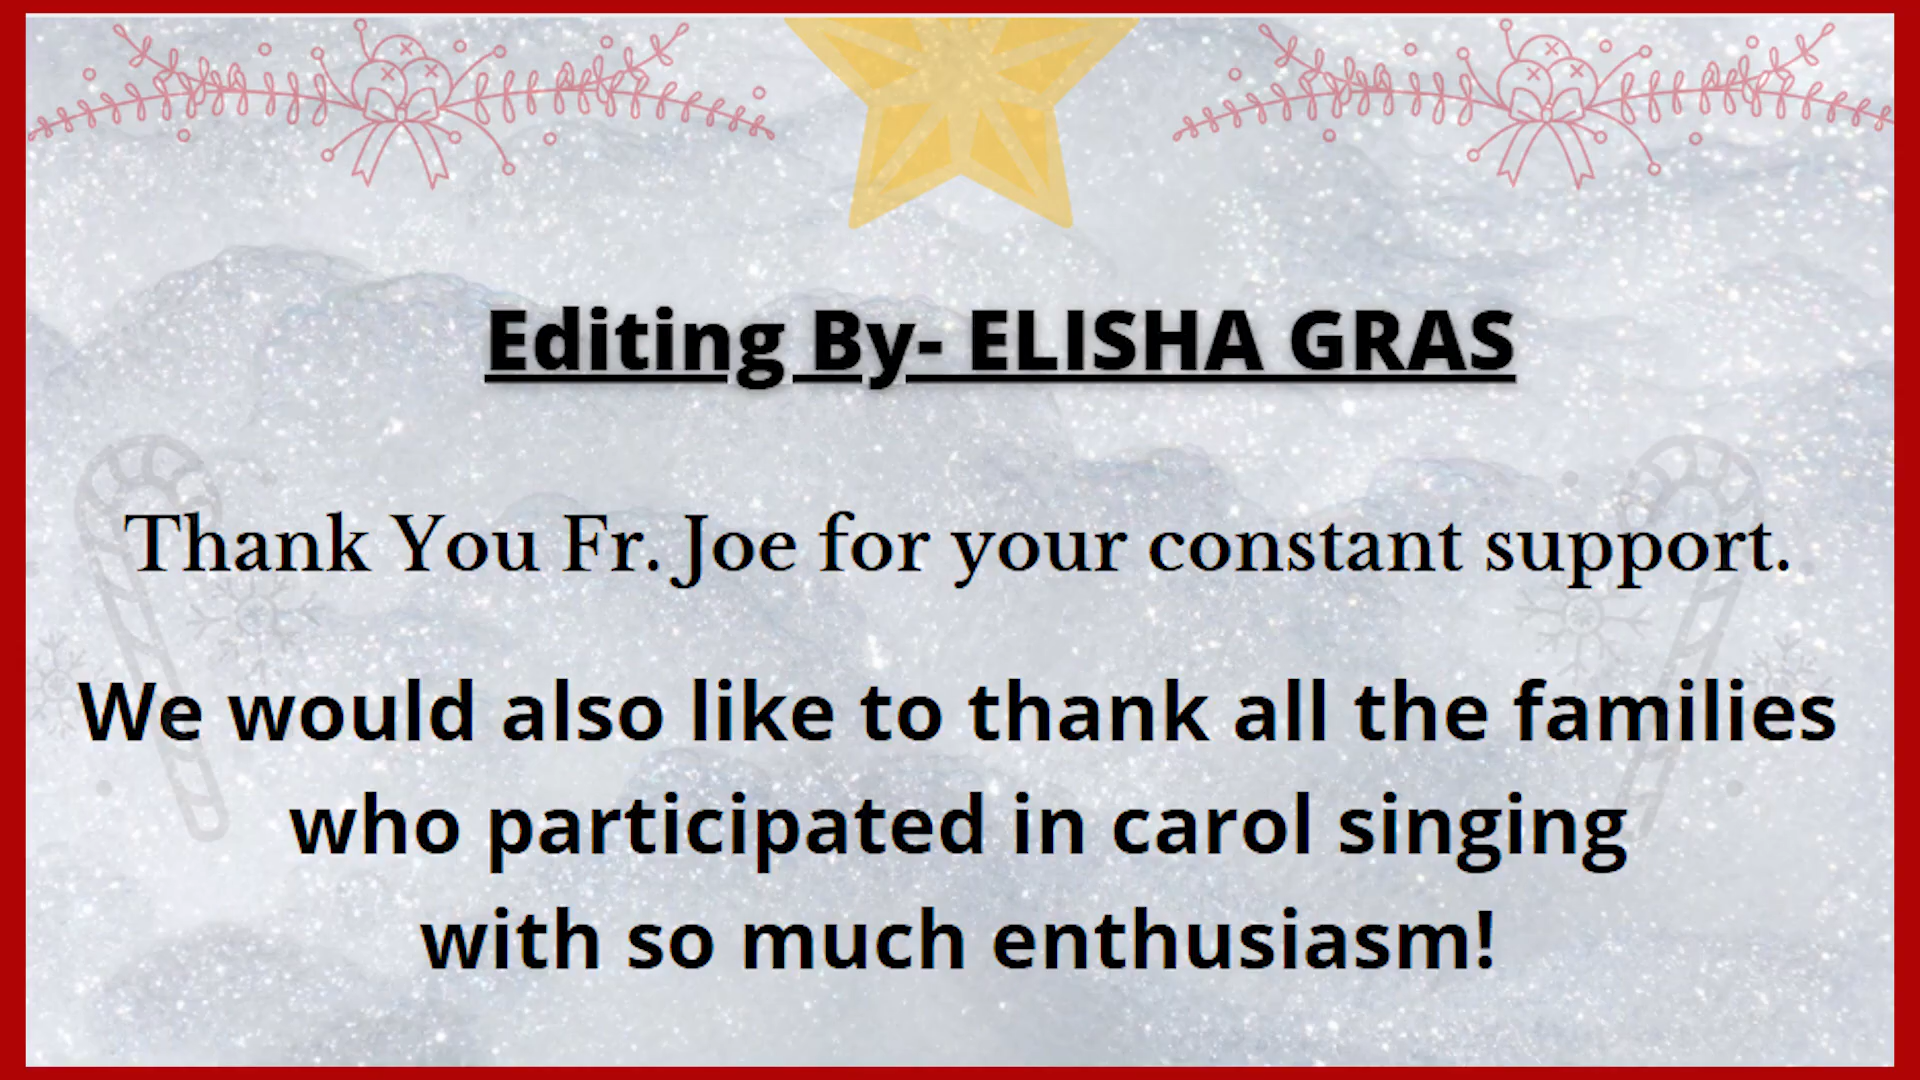 Editing By- ELISHA GRAS
Thank You Fr. Joe for your constant support.
We would also like to thank all the families
who participated in carol singing
with so much enthusiasm!